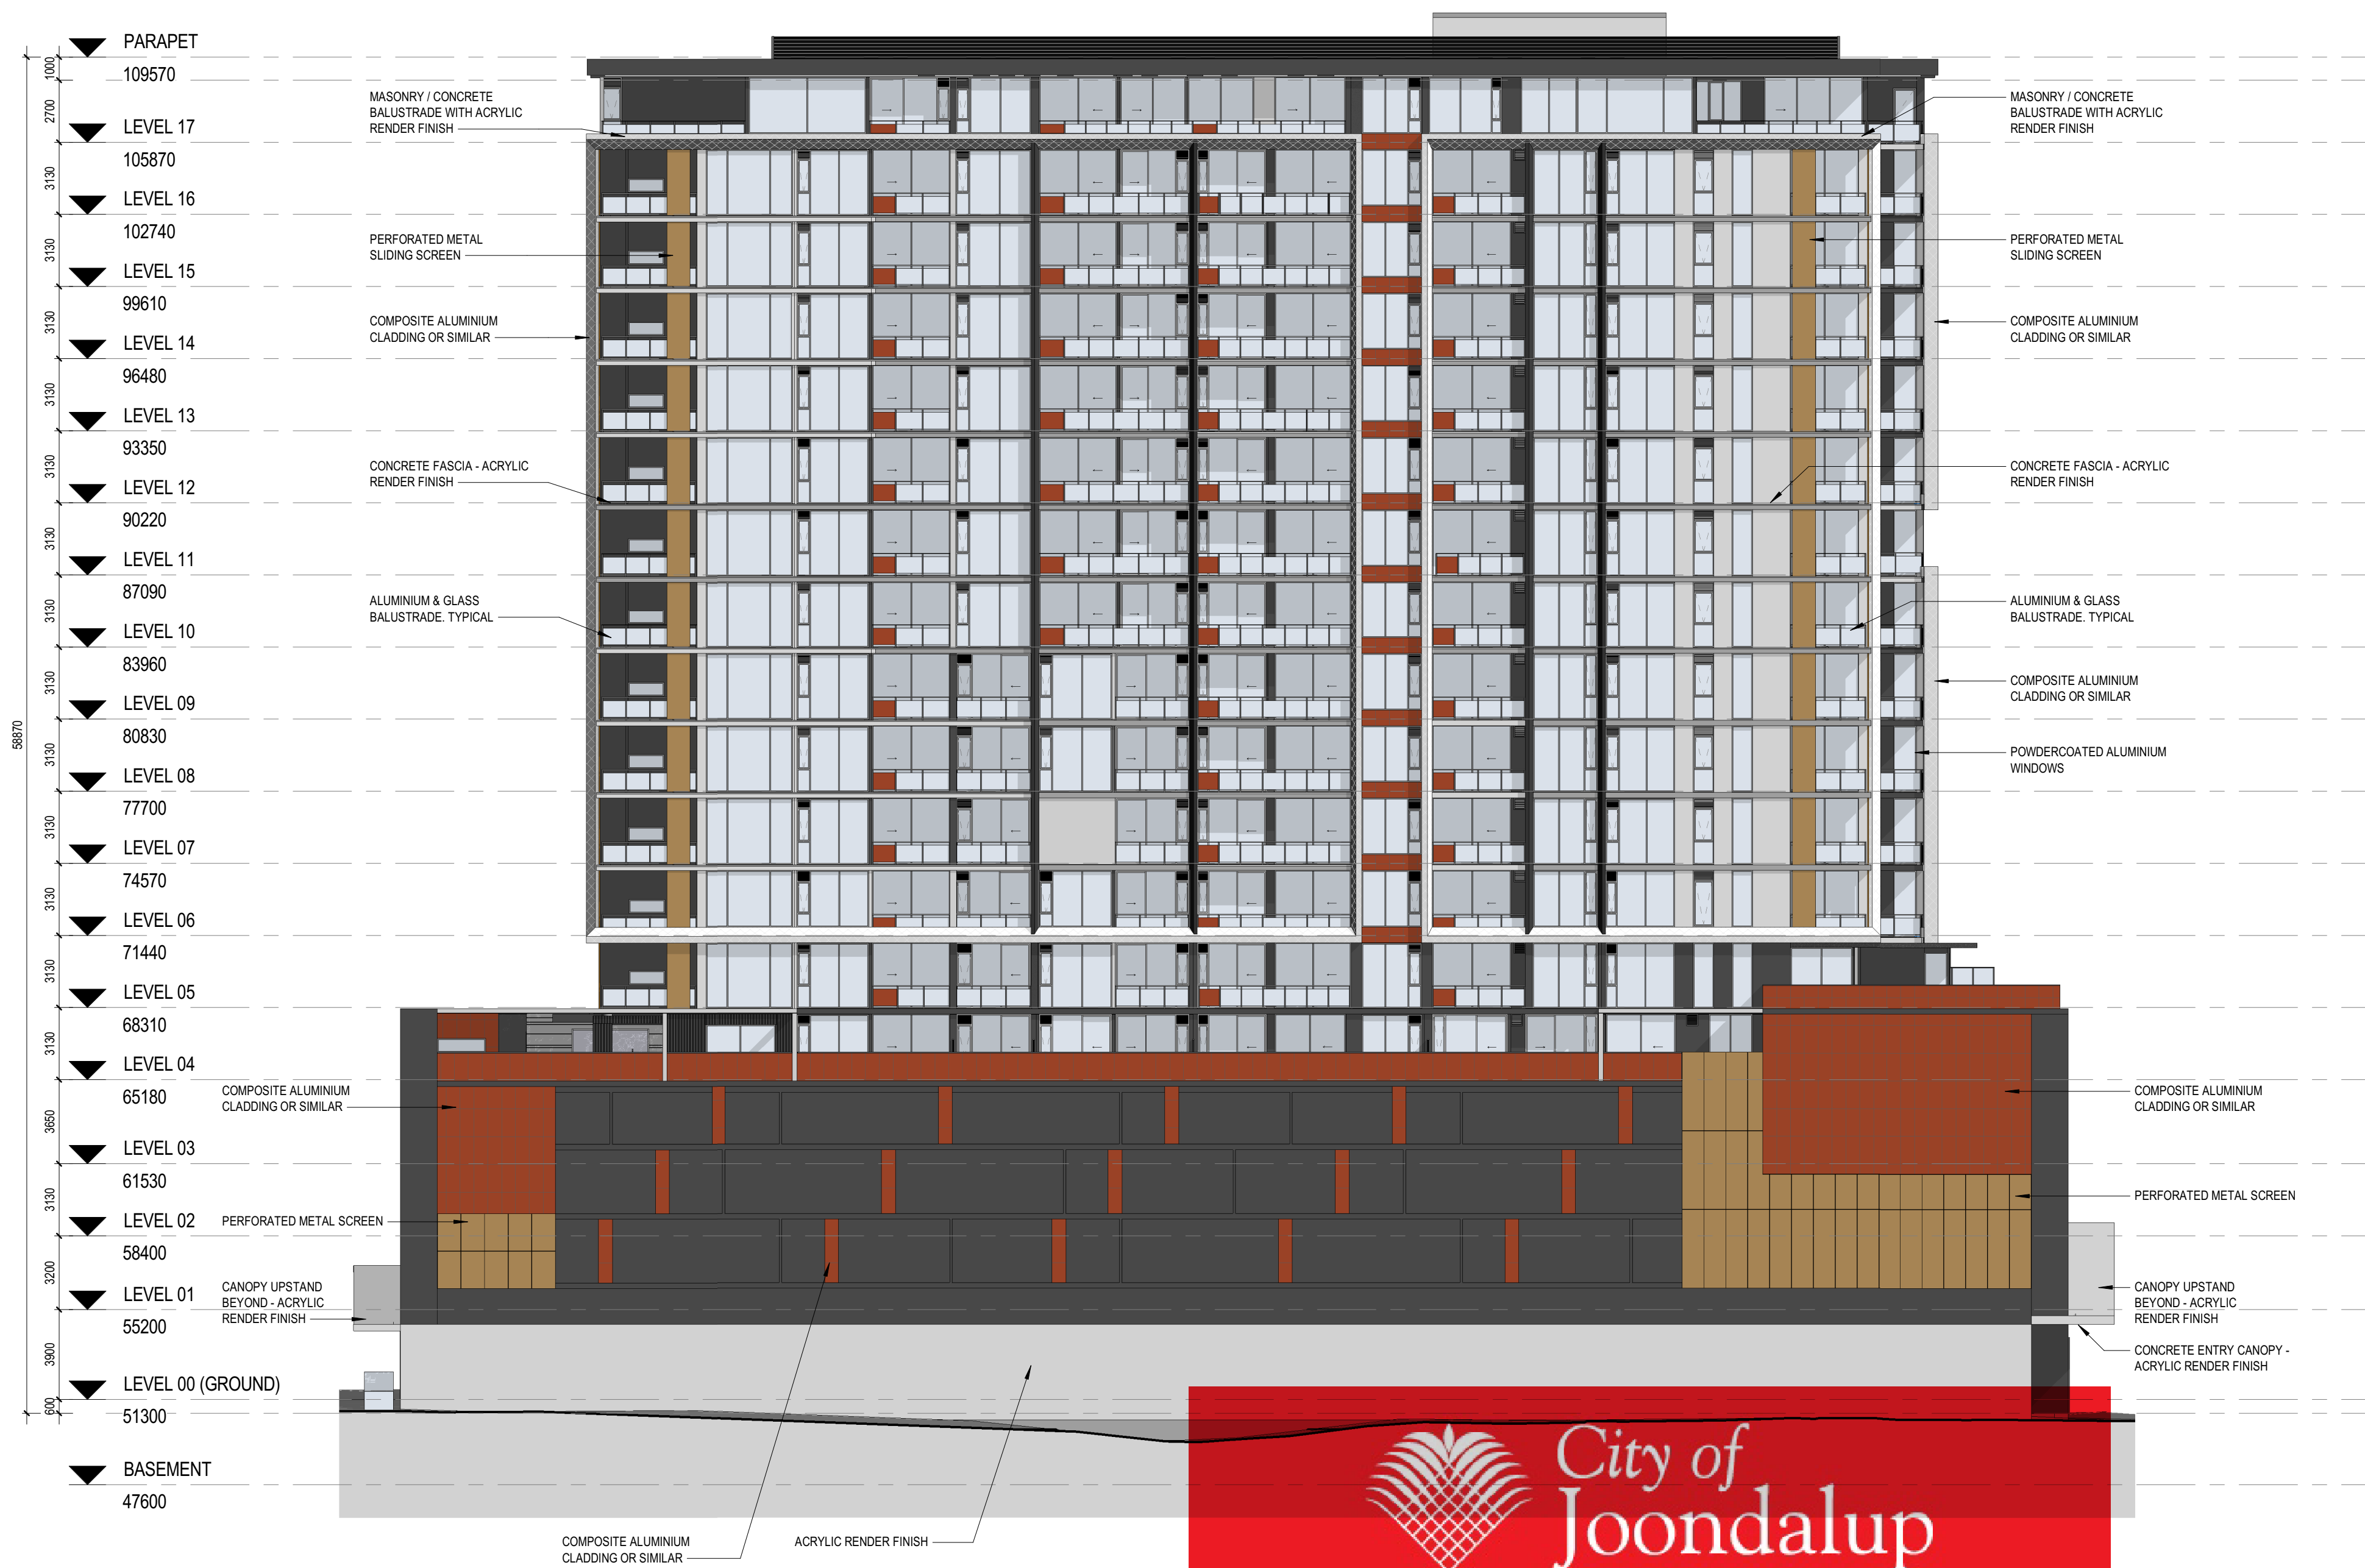 PARAPET
109570
LEVEL 17
105870
LEVEL 16
102740
LEVEL 15
99610
LEVEL 14
96480
LEVEL 13
93350
LEVEL 12
90220
LEVEL 11
87090
LEVEL 10
83960
LEVEL 09
80830
LEVEL 08
77700
LEVEL 07
74570
LEVEL 06
71440
LEVEL 05
68310
LEVEL 04
65180
LEVEL 03
61530
LEVEL 02
58400
LEVEL 01
55200
LEVEL 00 (GROUND)
51300
BASEMENT
47600
58870
1000
2700
3130
3130
3130
3130
3130
3130
3130
3130
3130
3130
3130
3130
3130
3650
3130
3200
3900
600
MASONRY / CONCRETE
BALUSTRADE WITH ACRYLIC
RENDER FINISH
PERFORATED METAL
SLIDING SCREEN
COMPOSITE ALUMINIUM
CLADDING OR SIMILAR
CONCRETE FASCIA - ACRYLIC
RENDER FINISH
ALUMINIUM & GLASS
BALUSTRADE. TYPICAL
COMPOSITE ALUMINIUM
CLADDING OR SIMILAR
PERFORATED METAL SCREEN
CANOPY UPSTAND
BEYOND - ACRYLIC
RENDER FINISH
COMPOSITE ALUMINIUM
CLADDING OR SIMILAR
ACRYLIC RENDER FINISH
MASONRY / CONCRETE
BALUSTRADE WITH ACRYLIC
RENDER FINISH
PERFORATED METAL
SLIDING SCREEN
COMPOSITE ALUMINIUM
CLADDING OR SIMILAR
CONCRETE FASCIA - ACRYLIC
RENDER FINISH
ALUMINIUM & GLASS
BALUSTRADE. TYPICAL
COMPOSITE ALUMINIUM
CLADDING OR SIMILAR
POWDERCOATED ALUMINIUM
WINDOWS
COMPOSITE ALUMINIUM
CLADDING OR SIMILAR
PERFORATED METAL SCREEN
CANOPY UPSTAND
BEYOND - ACRYLIC
RENDER FINISH
CONCRETE ENTRY CANOPY -
ACRYLIC RENDER FINISH
City of
Joondalup